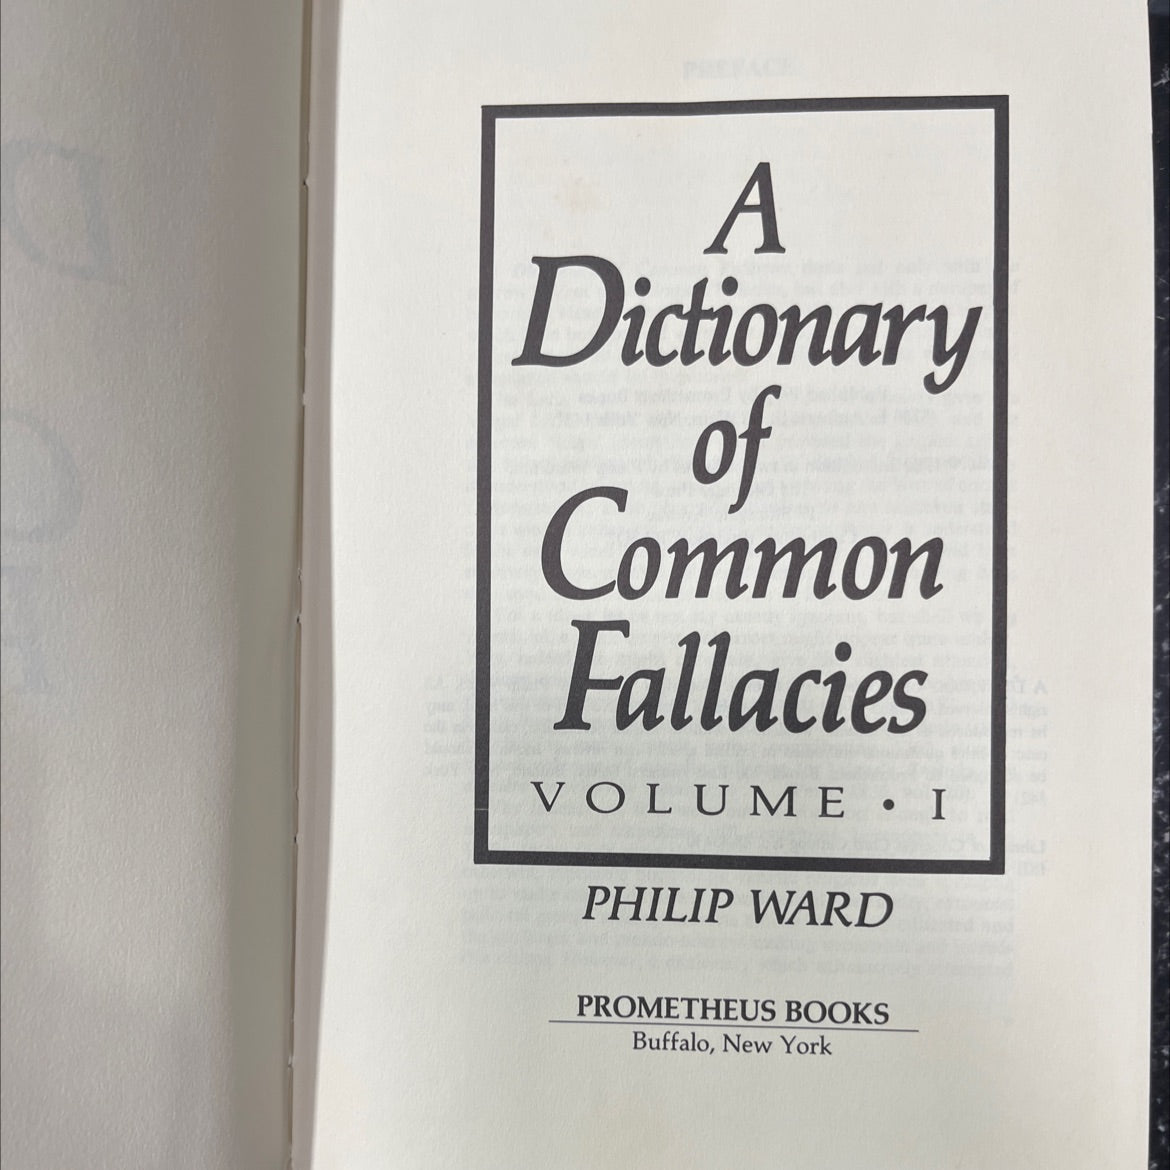 A
Dictionary
of
Common
Fallacies
VOLUME • I
PHILIP WARD
PROMETHEUS BOOKS
Buffalo, New York